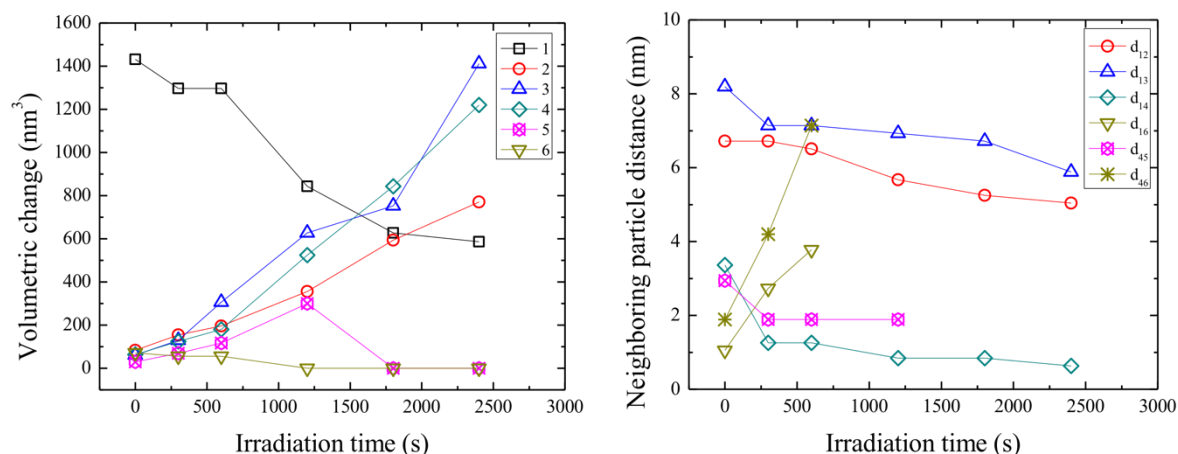 1600
1400
1200
1000
800
600
400
200
0
Volumetric change (nm³)
1
2
3
4
5
6
0 500 1000 1500 2000 2500 3000
Irradiation time (s)
10
8
6
4
2
0
Neighboring particle distance (nm)
d₁₂
d₁₃
d₁₄
d₁₆
d₄₅
d₄₆
0 500 1000 1500 2000 2500 3000
Irradiation time (s)